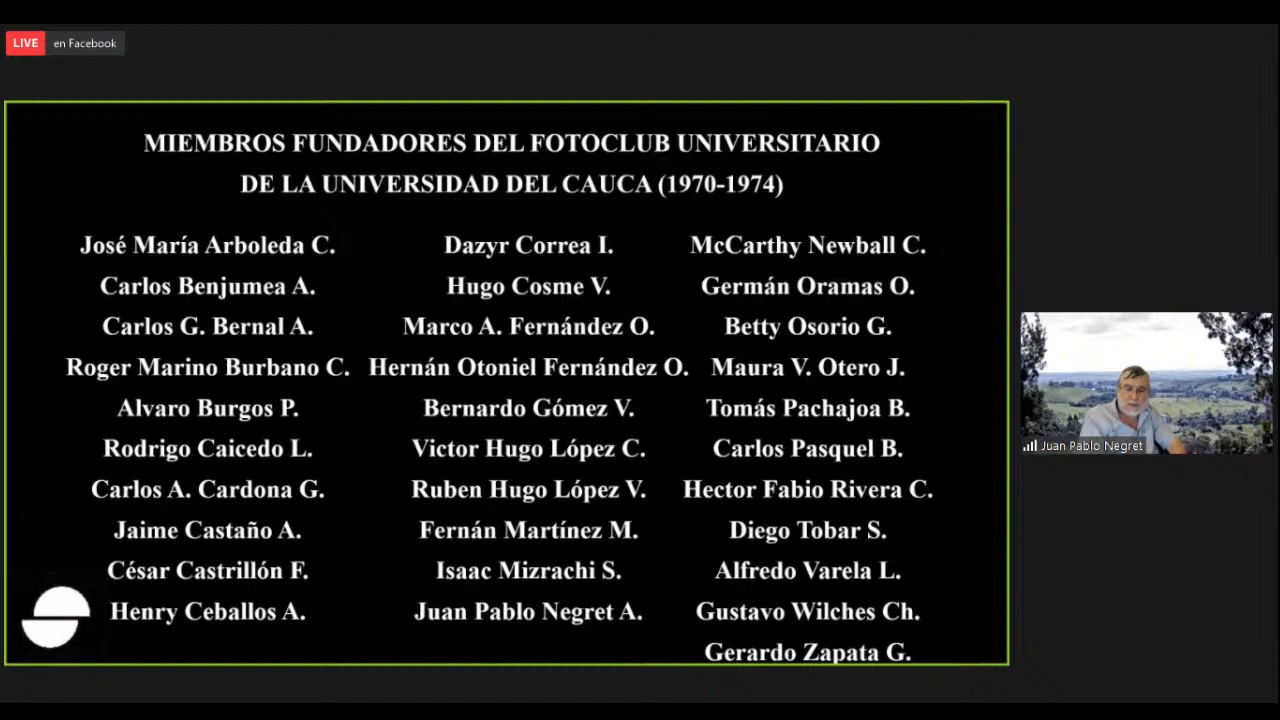 LIVE en Facebook
MIEMBROS FUNDADORES DEL FOTOCLUB UNIVERSITARIO
DE LA UNIVERSIDAD DEL CAUCA (1970-1974)
José María Arboleda C.
Carlos Benjumea A.
Carlos G. Bernal A.
Roger Marino Burbano C.
Alvaro Burgos P.
Rodrigo Caicedo L.
Carlos A. Cardona G.
Jaime Castaño A.
César Castrillón F.
Henry Ceballos A.
Dazyr Correa I.
Hugo Cosme V.
Marco A. Fernández O.
Hernán Otoniel Fernández O.
Bernardo Gómez V.
Victor Hugo López C.
Ruben Hugo López V.
Fernán Martínez M.
Isaac Mizrachi S.
Juan Pablo Negret A.
McCarthy Newball C.
Germán Oramas O.
Betty Osorio G.
Maura V. Otero J.
Tomás Pachajoa B.
Carlos Pasquel B.
Hector Fabio Rivera C.
Diego Tobar S.
Alfredo Varela L.
Gustavo Wilches Ch.
Gerardo Zapata G.
Juan Pablo Negret